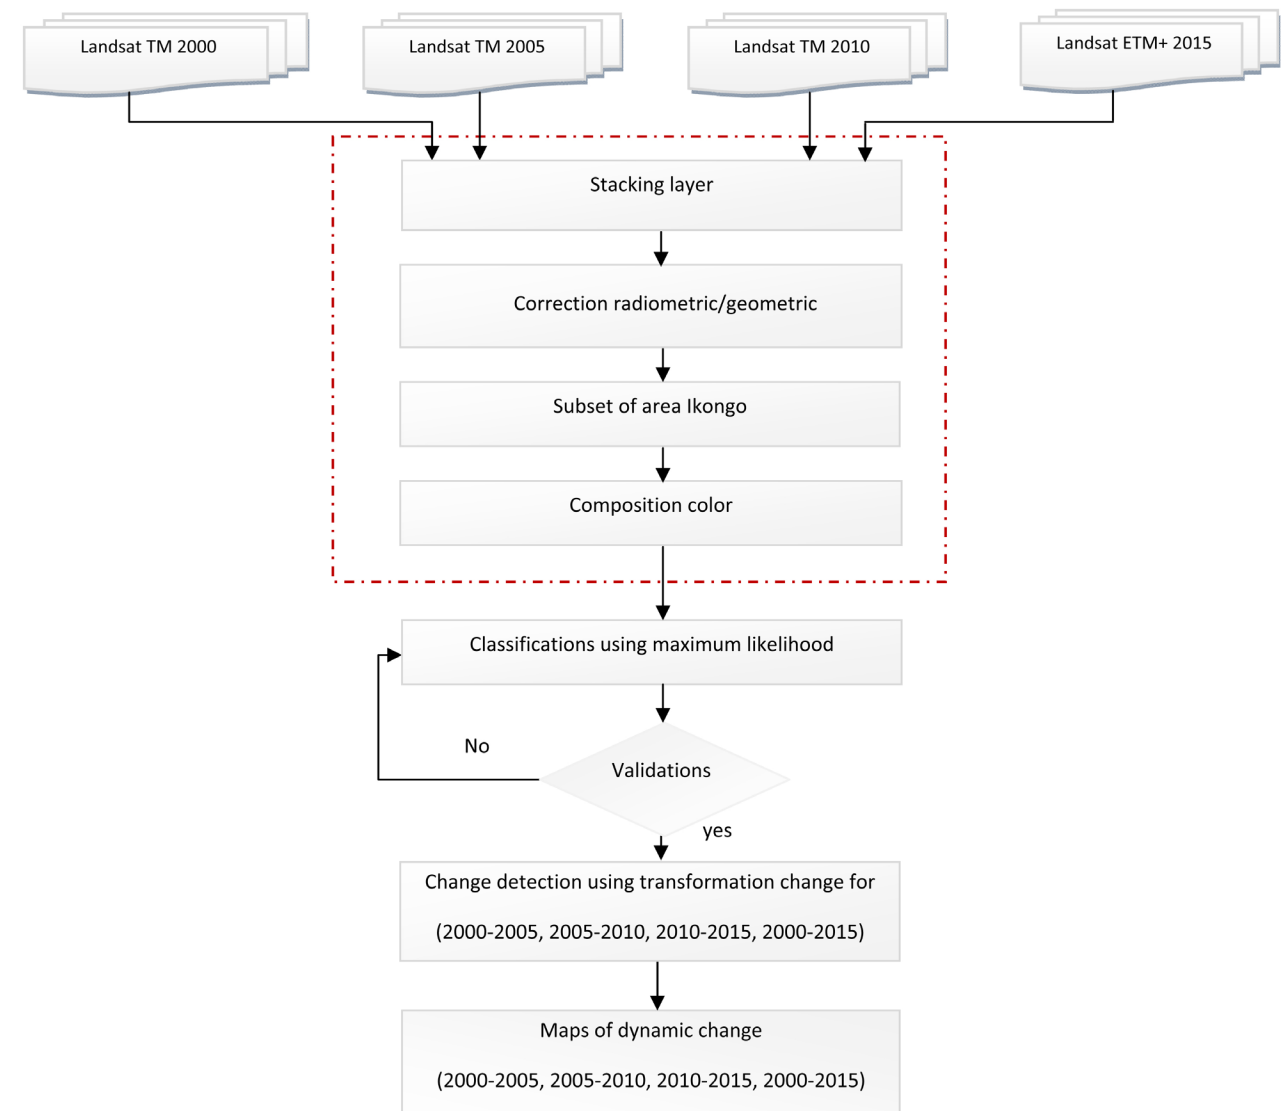 Landsat TM 2000
Landsat TM 2005
Landsat TM 2010
Landsat ETM+ 2015
Stacking layer
Correction radiometric/geometric
Subset of area Ikongo
Composition color
Classifications using maximum likelihood
No
Validations
yes
Change detection using transformation change for
(2000-2005, 2005-2010, 2010-2015, 2000-2015)
Maps of dynamic change
(2000-2005, 2005-2010, 2010-2015, 2000-2015)